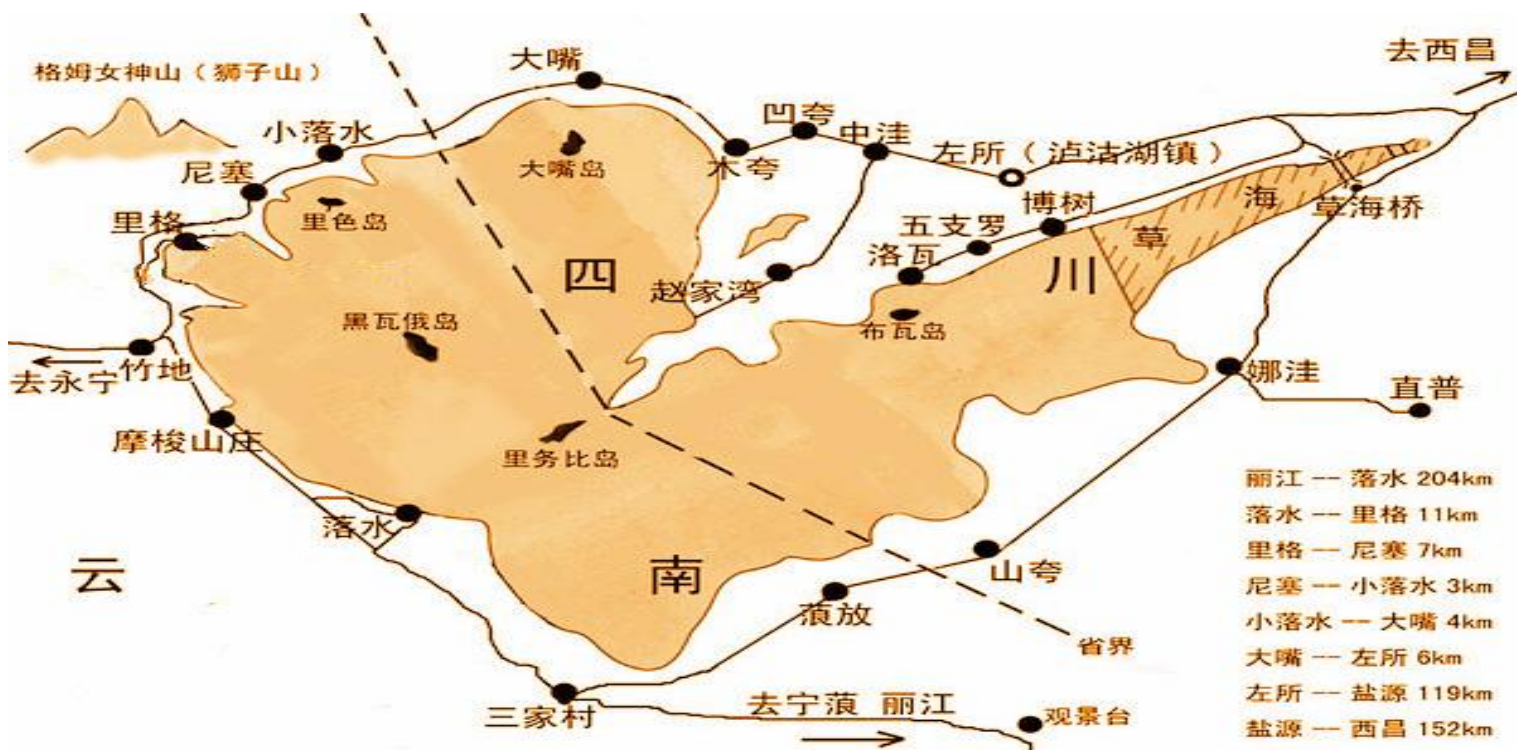 去西昌
大嘴
格姆女神山（狮子山）
凹夸
小落水
中洼
左所（泸沽湖镇）
大嘴岛
木夸
尼塞
博树
海
草海桥
里色岛
五支罗
草
里格
洛瓦
四
川
赵家湾
黑瓦俄岛
布瓦岛
竹地
去永宁
娜洼
直普
摩梭山庄
里务比岛
丽江 -- 落水 204km
落水
落水 -- 里格 11km
里格 -- 尼塞 7km
云
南
山夸
尼塞 -- 小落水 3km
蒗放
小落水 -- 大嘴 4km
省界
大嘴 -- 左所 6km
左所 -- 盐源 119km
去宁蒗 丽江
三家村
观景台
盐源 -- 西昌 152km